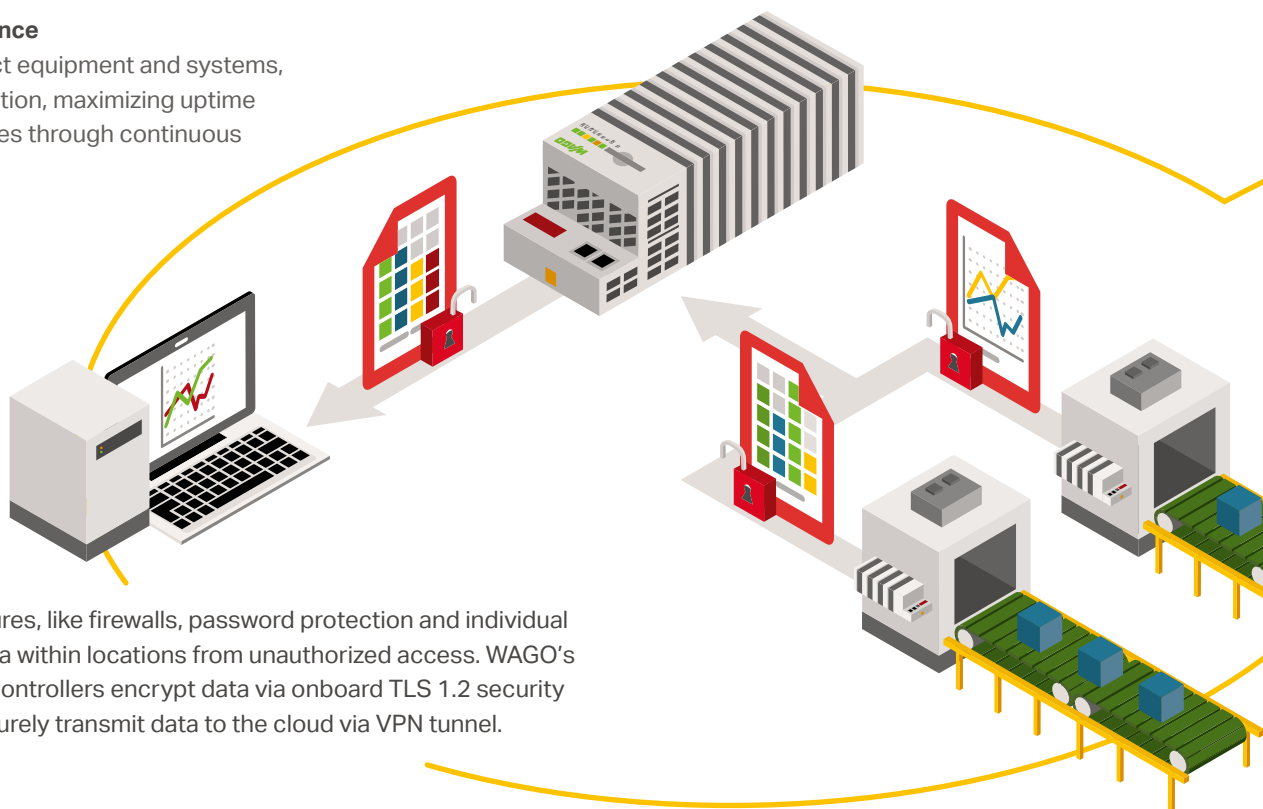 nce
ct equipment and systems,
tion, maximizing uptime
es through continuous
WAGO
ures, like firewalls, password protection and individual
a within locations from unauthorized access. WAGO’s
ontrollers encrypt data via onboard TLS 1.2 security
urely transmit data to the cloud via VPN tunnel.